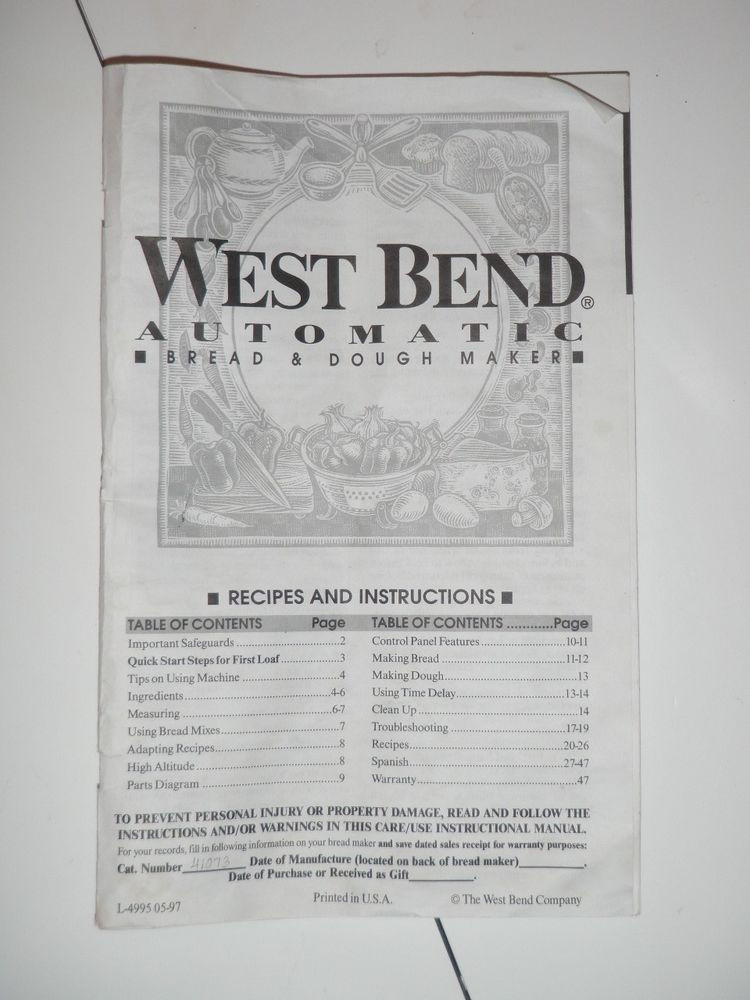 WEST BEND®
AUTOMATIC
■ BREAD & DOUGH MAKER ■
■ RECIPES AND INSTRUCTIONS ■
TABLE OF CONTENTS Page
Important Safeguards ..............................2
Quick Start Steps for First Loaf.................3
Tips on Using Machine ............................4
Ingredients..........................................4-6
Measuring ...........................................6-7
Using Bread Mixes..................................7
Adapting Recipes....................................8
High Altitude .........................................8
Parts Diagram ........................................9
TABLE OF CONTENTS ............Page
Control Panel Features ........................10-11
Making Bread ....................................11-12
Making Dough........................................13
Using Time Delay................................13-14
Clean Up ...............................................14
Troubleshooting .................................17-19
Recipes..............................................20-26
Spanish..............................................27-47
Warranty................................................47
TO PREVENT PERSONAL INJURY OR PROPERTY DAMAGE, READ AND FOLLOW THE
INSTRUCTIONS AND/OR WARNINGS IN THIS CARE/USE INSTRUCTIONAL MANUAL.
For your records, fill in following information on your bread maker and save dated sales receipt for warranty purposes:
Cat. Number 41073 Date of Manufacture (located on back of bread maker)__________.
Date of Purchase or Received as Gift__________.
L-4995 05-97 Printed in U.S.A. © The West Bend Company